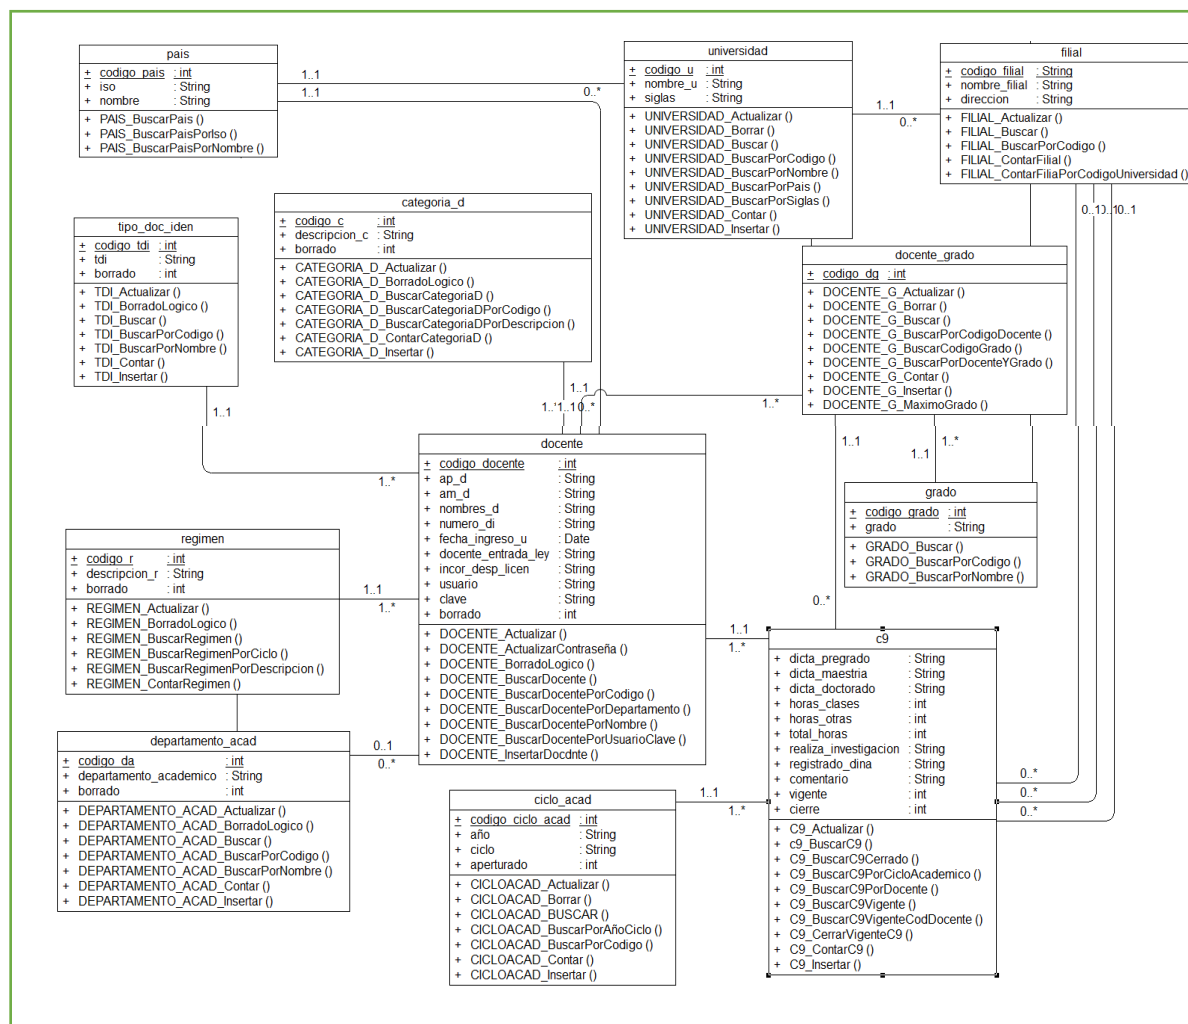 pais
+ codigo_pais : int
+ iso : String
+ nombre : String
+ PAIS_BuscarPais ()
+ PAIS_BuscarPaisPorIso ()
+ PAIS_BuscarPaisPorNombre ()
1..1
1..1
0..*
universidad
+ codigo_u : int
+ nombre_u : String
+ siglas : String
+ UNIVERSIDAD_Actualizar ()
+ UNIVERSIDAD_Borrar ()
+ UNIVERSIDAD_Buscar ()
+ UNIVERSIDAD_BuscarPorCodigo ()
+ UNIVERSIDAD_BuscarPorNombre ()
+ UNIVERSIDAD_BuscarPorPais ()
+ UNIVERSIDAD_BuscarPorSiglas ()
+ UNIVERSIDAD_Contar ()
+ UNIVERSIDAD_Insertar ()
1..1
0..*
filial
+ codigo_filial : String
+ nombre_filial : String
+ direccion : String
+ FILIAL_Actualizar ()
+ FILIAL_Buscar ()
+ FILIAL_BuscarPorCodigo ()
+ FILIAL_ContarFilial ()
+ FILIAL_ContarFiliaPorCodigoUniversidad ()
0..1
0..1
tipo_doc_iden
+ codigo_tdi : int
+ tdi : String
+ borrado : int
+ TDI_Actualizar ()
+ TDI_BorradoLogico ()
+ TDI_Buscar ()
+ TDI_BuscarPorCodigo ()
+ TDI_BuscarPorNombre ()
+ TDI_Contar ()
+ TDI_Insertar ()
1..1
1..*
categoria_d
+ codigo_c : int
+ descripcion_c : String
+ borrado : int
+ CATEGORIA_D_Actualizar ()
+ CATEGORIA_D_BorradoLogico ()
+ CATEGORIA_D_BuscarCategoriaD ()
+ CATEGORIA_D_BuscarCategoriaDPorCodigo ()
+ CATEGORIA_D_BuscarCategoriaDPorDescripcion ()
+ CATEGORIA_D_ContarCategoriaD ()
+ CATEGORIA_D_Insertar ()
1..1
1..1
0..*
1..*
docente_grado
+ codigo_dg : int
+ DOCENTE_G_Actualizar ()
+ DOCENTE_G_Borrar ()
+ DOCENTE_G_Buscar ()
+ DOCENTE_G_BuscarPorCodigoDocente ()
+ DOCENTE_G_BuscarCodigoGrado ()
+ DOCENTE_G_BuscarPorDocenteYGrado ()
+ DOCENTE_G_Contar ()
+ DOCENTE_G_Insertar ()
+ DOCENTE_G_MaximoGrado ()
1..1
1..*
1..1
docente
+ codigo_docente : int
+ ap_d : String
+ am_d : String
+ nombres_d : String
+ numero_di : String
+ fecha_ingreso_u : Date
+ docente_entrada_ley : String
+ incor_desp_licen : String
+ usuario : String
+ clave : String
+ borrado : int
+ DOCENTE_Actualizar ()
+ DOCENTE_ActualizarContraseña ()
+ DOCENTE_BorradoLogico ()
+ DOCENTE_BuscarDocente ()
+ DOCENTE_BuscarDocentePorCodigo ()
+ DOCENTE_BuscarDocentePorDepartamento ()
+ DOCENTE_BuscarDocentePorNombre ()
+ DOCENTE_BuscarDocentePorUsuarioClave ()
+ DOCENTE_InsertarDocdnte ()
grado
+ codigo_grado : int
+ grado : String
+ GRADO_Buscar ()
+ GRADO_BuscarPorCodigo ()
+ GRADO_BuscarPorNombre ()
0..*
regimen
+ codigo_r : int
+ descripcion_r : String
+ borrado : int
+ REGIMEN_Actualizar ()
+ REGIMEN_BorradoLogico ()
+ REGIMEN_BuscarRegimen ()
+ REGIMEN_BuscarRegimenPorCiclo ()
+ REGIMEN_BuscarRegimenPorDescripcion ()
+ REGIMEN_ContarRegimen ()
1..1
1..*
1..1
1..*
c9
+ dicta_pregrado : String
+ dicta_maestria : String
+ dicta_doctorado : String
+ horas_clases : int
+ horas_otras : int
+ total_horas : int
+ realiza_investigacion : String
+ registrado_dina : String
+ comentario : String
+ vigente : int
+ cierre : int
+ C9_Actualizar ()
+ c9_BuscarC9 ()
+ C9_BuscarC9Cerrado ()
+ C9_BuscarC9PorCicloAcademico ()
+ C9_BuscarC9PorDocente ()
+ C9_BuscarC9Vigente ()
+ C9_BuscarC9VigenteCodDocente ()
+ C9_CerrarVigenteC9 ()
+ C9_ContarC9 ()
+ C9_Insertar ()
0..*
0..*
0..*
departamento_acad
+ codigo_da : int
+ departamento_academico : String
+ borrado : int
+ DEPARTAMENTO_ACAD_Actualizar ()
+ DEPARTAMENTO_ACAD_BorradoLogico ()
+ DEPARTAMENTO_ACAD_Buscar ()
+ DEPARTAMENTO_ACAD_BuscarPorCodigo ()
+ DEPARTAMENTO_ACAD_BuscarPorNombre ()
+ DEPARTAMENTO_ACAD_Contar ()
+ DEPARTAMENTO_ACAD_Insertar ()
0..1
0..*
ciclo_acad
+ codigo_ciclo_acad : int
+ año : String
+ ciclo : String
+ aperturado : int
+ CICLOACAD_Actualizar ()
+ CICLOACAD_Borrar ()
+ CICLOACAD_BUSCAR ()
+ CICLOACAD_BuscarPorAñoCiclo ()
+ CICLOACAD_BuscarPorCodigo ()
+ CICLOACAD_Contar ()
+ CICLOACAD_Insertar ()
1..1
1..*